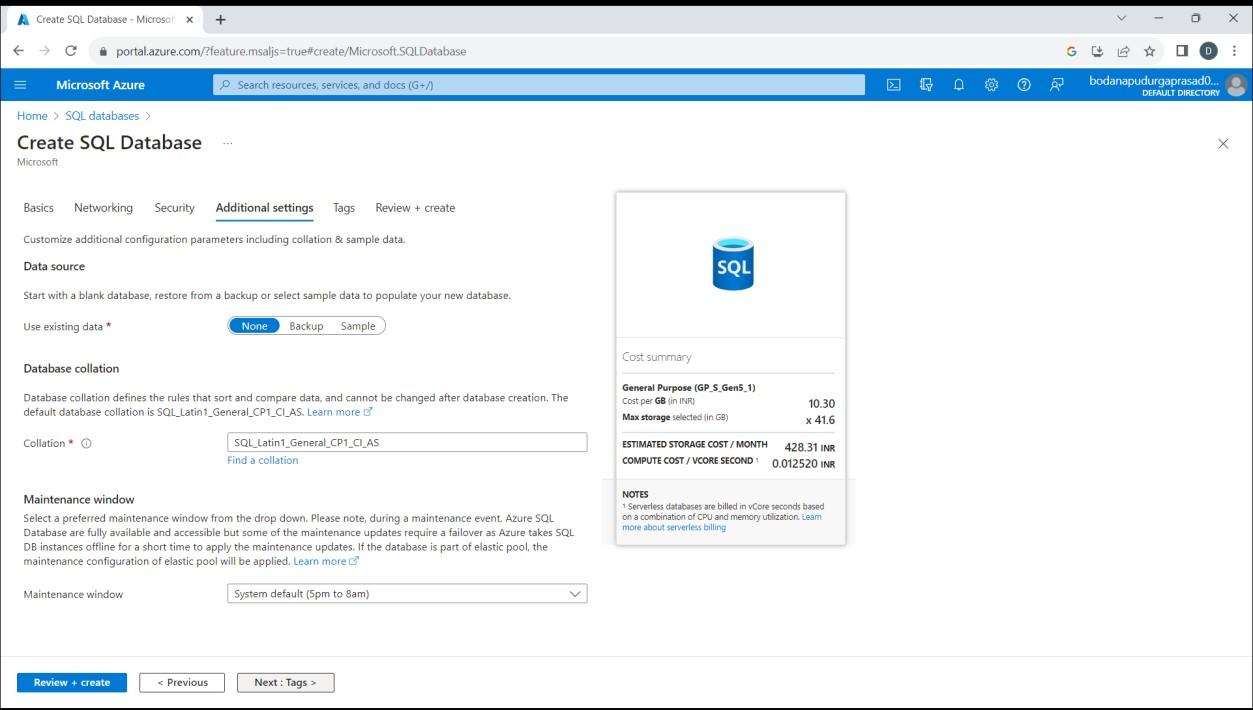 Create SQL Database - Microsof
portal.azure.com/?feature.msaljs=true#create/Microsoft.SQLDatabase
D
Microsoft Azure
Search resources, services, and docs (G+/)
bodanapudurgaprasad0...
DEFAULT DIRECTORY
Home > SQL databases >
Create SQL Database ...
Microsoft
Basics Networking Security Additional settings Tags Review + create
Customize additional configuration parameters including collation & sample data.
Data source
Start with a blank database, restore from a backup or select sample data to populate your new database.
Use existing data * None Backup Sample
Database collation
Database collation defines the rules that sort and compare data, and cannot be changed after database creation. The
default database collation is SQL_Latin1_General_CP1_CI_AS. Learn more
Collation * SQL_Latin1_General_CP1_CI_AS
Find a collation
Maintenance window
Select a preferred maintenance window from the drop down. Please note, during a maintenance event, Azure SQL
Database are fully available and accessible but some of the maintenance updates require a failover as Azure takes SQL
DB instances offline for a short time to apply the maintenance updates. If the database is part of elastic pool, the
maintenance configuration of elastic pool will be applied. Learn more
Maintenance window System default (5pm to 8am)
SQL
Cost summary
General Purpose (GP_S_Gen5_1)
Cost per GB (in INR) 10.30
Max storage selected (in GB) x 41.6
ESTIMATED STORAGE COST / MONTH 428.31 INR
COMPUTE COST / VCORE SECOND ¹ 0.012520 INR
NOTES
¹ Serverless databases are billed in vCore seconds based
on a combination of CPU and memory utilization. Learn
more about serverless billing
Review + create < Previous Next : Tags >